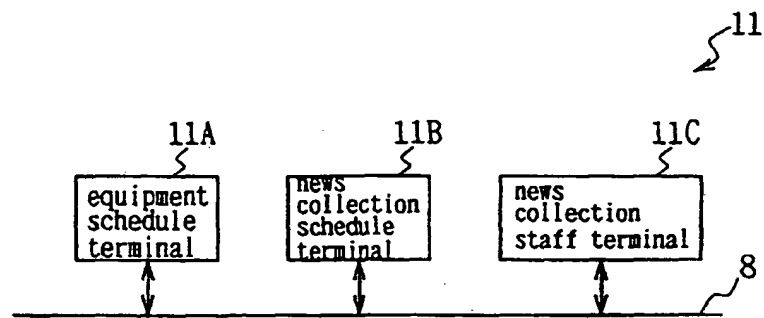 11
11A
11B
11C
equipment
schedule
terminal
news
collection
schedule
terminal
news
collection
staff terminal
8